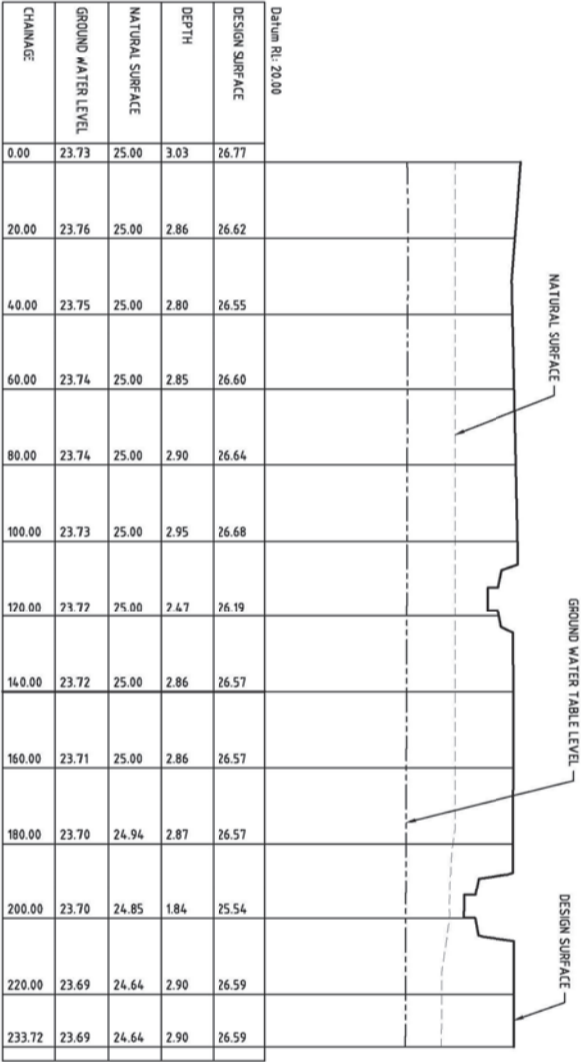 NATURAL SURFACE
GROUND WATER TABLE LEVEL
DESIGN SURFACE
Datum RL: 20.00
DESIGN SURFACE 26.77 26.62 26.55 26.60 26.64 26.68 26.19 26.57 26.57 26.57 25.54 26.59 26.59
DEPTH 3.03 2.86 2.80 2.85 2.90 2.95 2.47 2.86 2.86 2.87 1.84 2.90 2.90
NATURAL SURFACE 25.00 25.00 25.00 25.00 25.00 25.00 25.00 25.00 25.00 24.94 24.85 24.64 24.64
GROUND WATER LEVEL 23.73 23.76 23.75 23.74 23.74 23.73 23.72 23.72 23.71 23.70 23.70 23.69 23.69
CHAINAGE 0.00 20.00 40.00 60.00 80.00 100.00 120.00 140.00 160.00 180.00 200.00 220.00 233.72